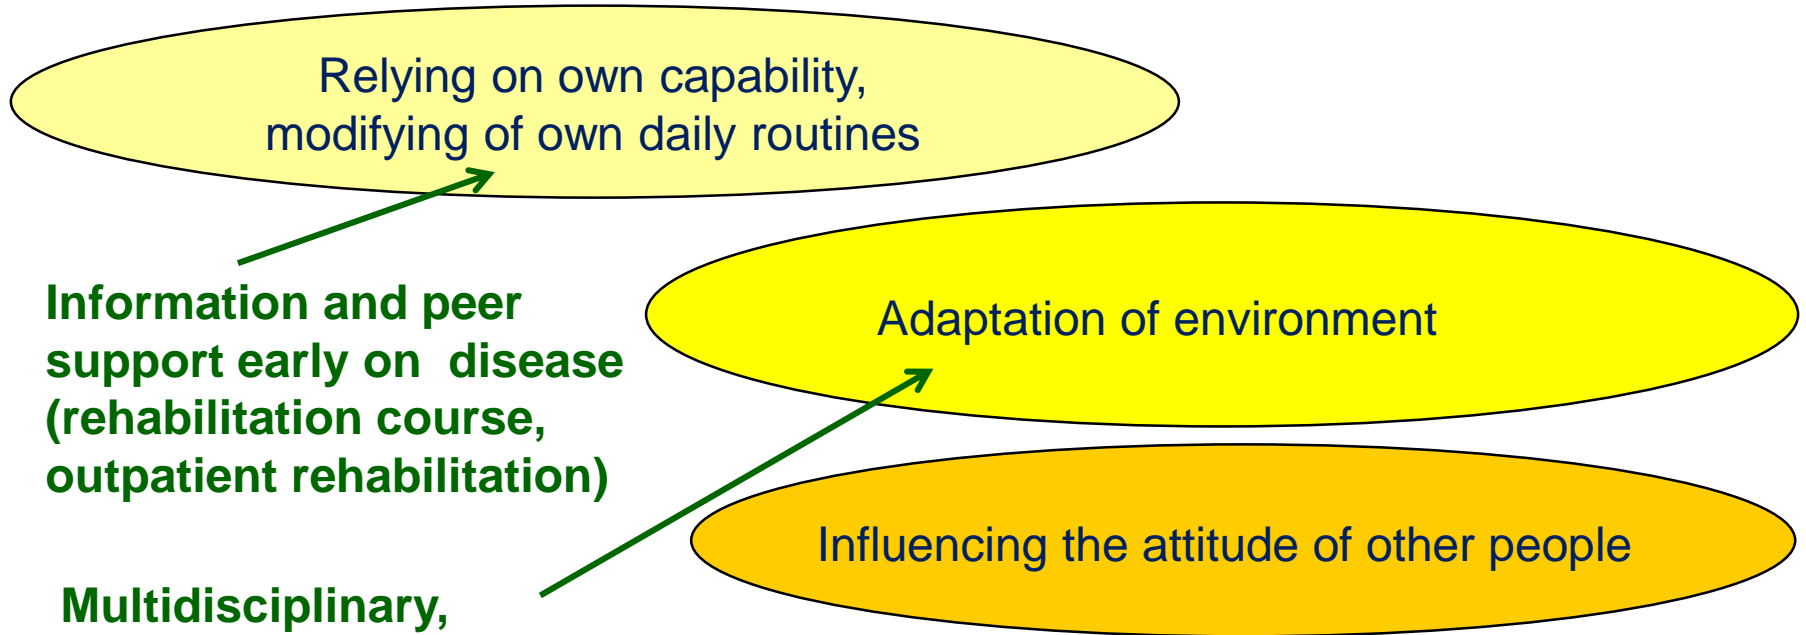 Relying on own capability,
modifying of own daily routines
Information and peer
support early on  disease
(rehabilitation course,
outpatient rehabilitation)
Adaptation of environment
Influencing the attitude of other people
Multidisciplinary,